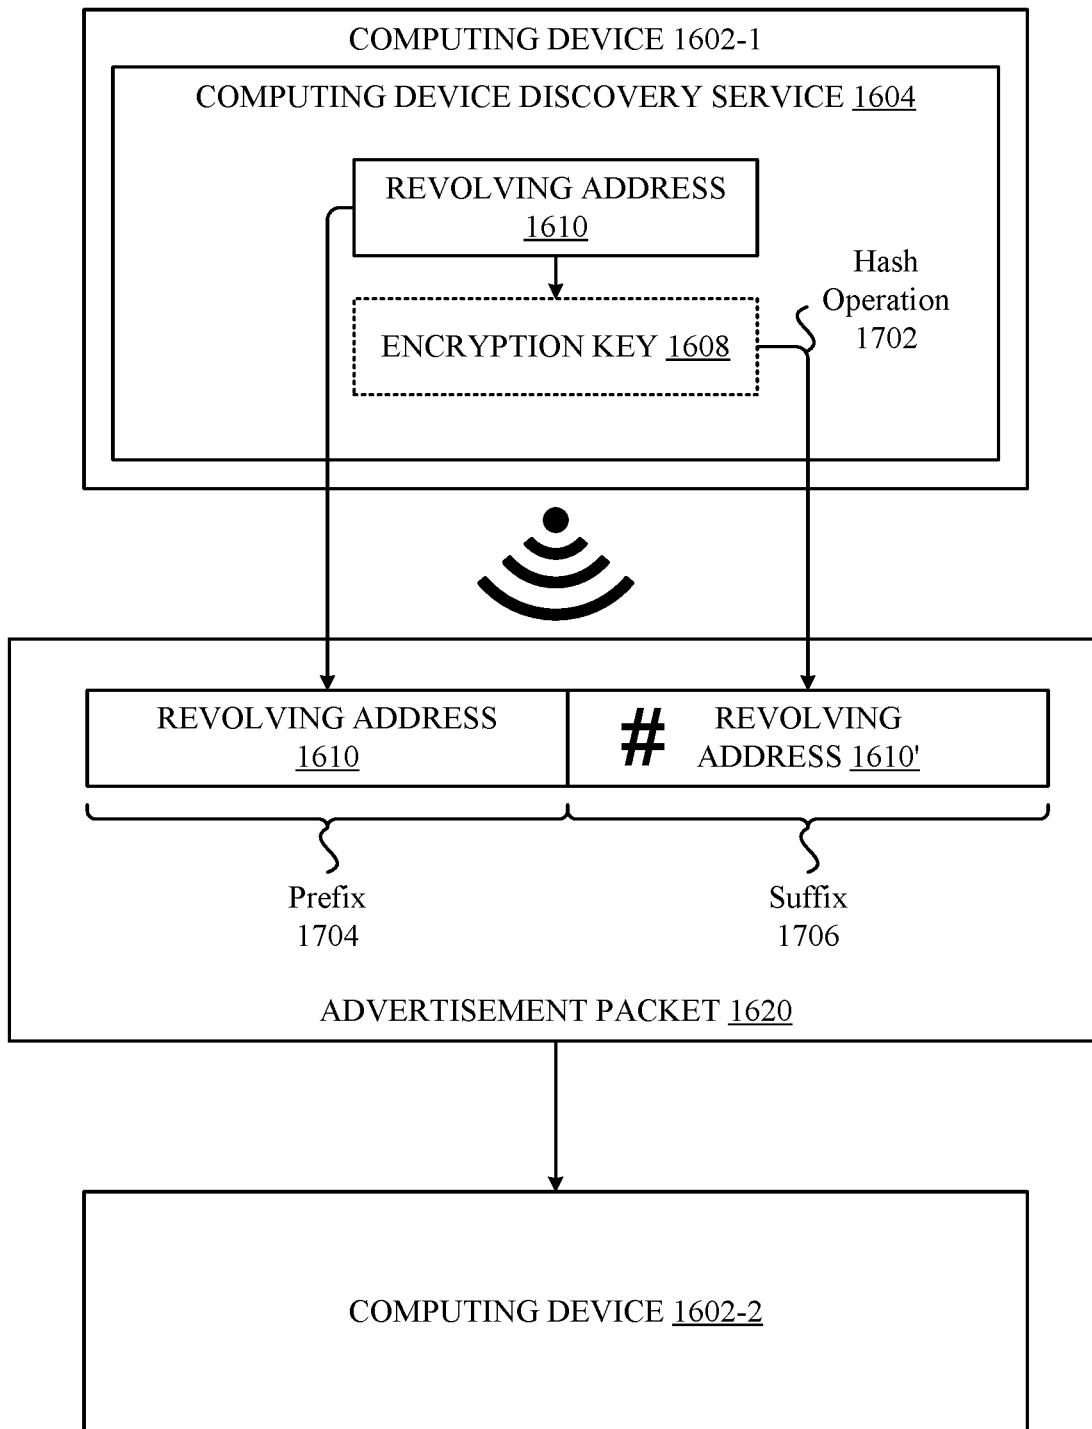 COMPUTING DEVICE 1602-1
COMPUTING DEVICE DISCOVERY SERVICE 1604
REVOLVING ADDRESS
1610
Hash
Operation
1702
ENCRYPTION KEY 1608
REVOLVING ADDRESS
1610
# REVOLVING
ADDRESS 1610'
Prefix
1704
Suffix
1706
ADVERTISEMENT PACKET 1620
COMPUTING DEVICE 1602-2